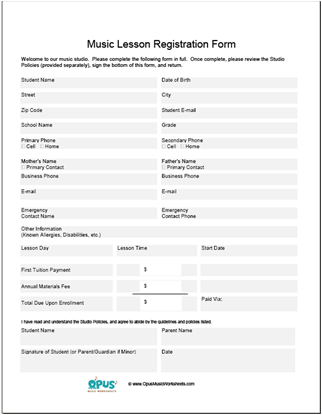 Music Lesson Registration Form
Welcome to our music studio. Please complete the following form in full. Once complete, please review the Studio
Policies (provided separately), sign the bottom of this form, and return.
Student Name Date of Birth
Street City
Zip Code Student E-mail
School Name Grade
Primary Phone Secondary Phone
Cell Home Cell Home
Mother's Name Father's Name
Primary Contact Primary Contact
Business Phone Business Phone
E-mail E-mail
Emergency Emergency
Contact Name Contact Phone
Other Information
(Known Allergies, Disabilities, etc.)
Lesson Day Lesson Time Start Date
First Tuition Payment $
Annual Materials Fee $
Total Due Upon Enrollment $ Paid Via:
I have read and understand the Studio Policies, and agree to abide by the guidelines and policies listed.
Student Name Parent Name
Signature of Student (or Parent/Guardian if Minor) Date
OPUS
MUSIC WORKSHEETS
© www.OpusMusicWorksheets.com